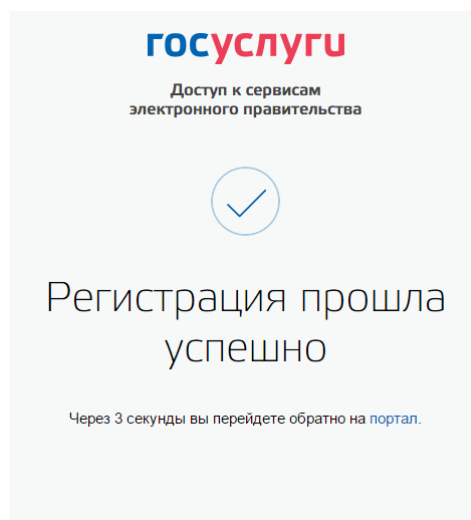 госуслуги
Доступ к сервисам
электронного правительства
Регистрация прошла
успешно
Через 3 секунды вы перейдете обратно на портал.